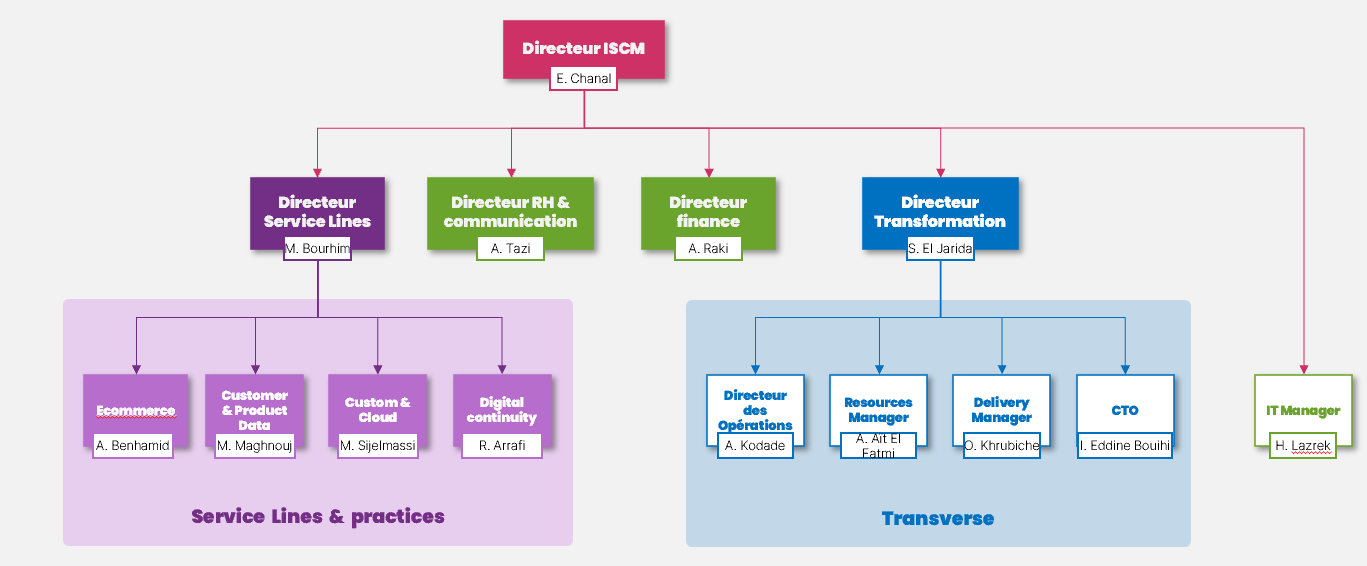 Directeur ISCM
E. Chanal
Directeur
Service Lines
M. Bourhim
Directeur RH &
communication
A. Tazi
Directeur
finance
A. Raki
Directeur
Transformation
S. El Jarida
Ecommerce
A. Benhamid
Customer
& Product
Data
M. Maghnouj
Custom &
Cloud
M. Sijelmassi
Digital
continuity
R. Arrafi
Service Lines & practices
Directeur
des
Opérations
A. Kodade
Resources
Manager
A. Ait El
Fatmi
Delivery
Manager
O. Khrubiche
CTO
I. Eddine Bouihi
Transverse
IT Manager
H. Lazrek